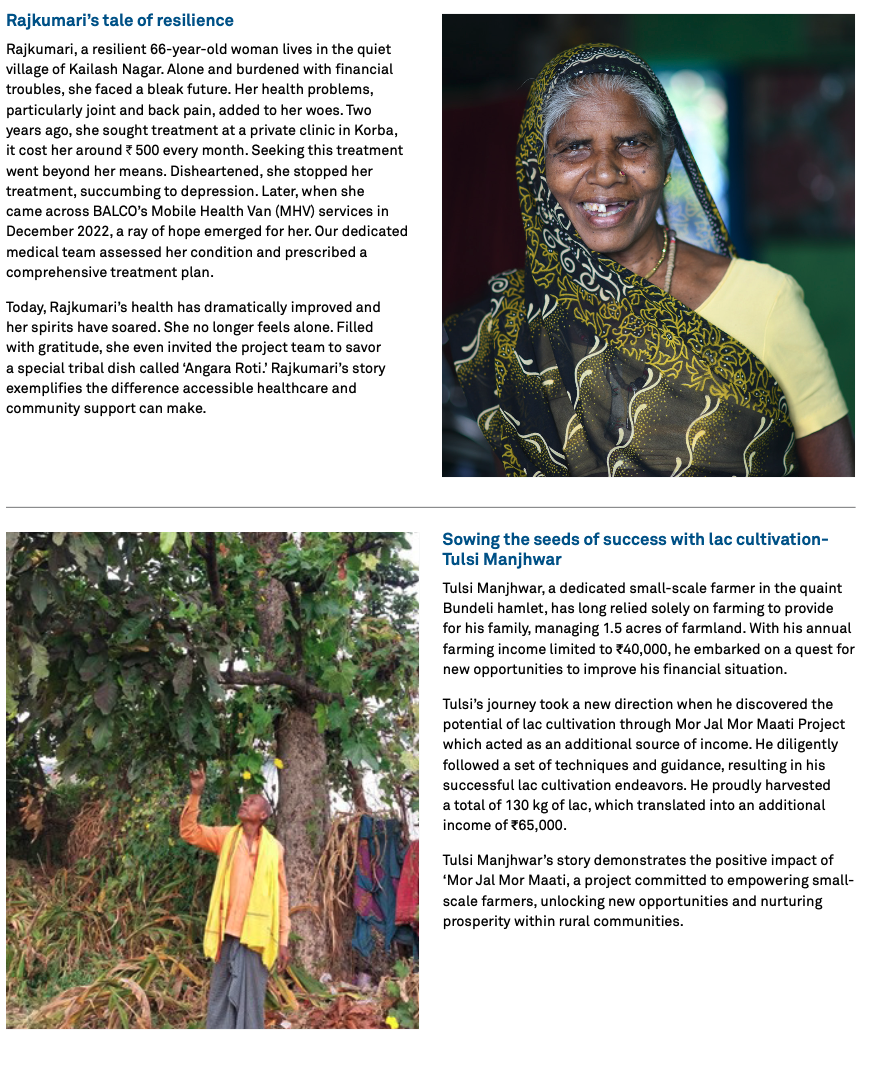 Rajkumari’s tale of resilience
Rajkumari, a resilient 66-year-old woman lives in the quiet
village of Kailash Nagar. Alone and burdened with financial
troubles, she faced a bleak future. Her health problems,
particularly joint and back pain, added to her woes. Two
years ago, she sought treatment at a private clinic in Korba,
it cost her around ₹ 500 every month. Seeking this treatment
went beyond her means. Disheartened, she stopped her
treatment, succumbing to depression. Later, when she
came across BALCO’s Mobile Health Van (MHV) services in
December 2022, a ray of hope emerged for her. Our dedicated
medical team assessed her condition and prescribed a
comprehensive treatment plan.
Today, Rajkumari’s health has dramatically improved and
her spirits have soared. She no longer feels alone. Filled
with gratitude, she even invited the project team to savor
a special tribal dish called ‘Angara Roti.’ Rajkumari’s story
exemplifies the difference accessible healthcare and
community support can make.
Sowing the seeds of success with lac cultivation-
Tulsi Manjhwar
Tulsi Manjhwar, a dedicated small-scale farmer in the quaint
Bundeli hamlet, has long relied solely on farming to provide
for his family, managing 1.5 acres of farmland. With his annual
farming income limited to ₹40,000, he embarked on a quest for
new opportunities to improve his financial situation.
Tulsi’s journey took a new direction when he discovered the
potential of lac cultivation through Mor Jal Mor Maati Project
which acted as an additional source of income. He diligently
followed a set of techniques and guidance, resulting in his
successful lac cultivation endeavors. He proudly harvested
a total of 130 kg of lac, which translated into an additional
income of ₹65,000.
Tulsi Manjhwar’s story demonstrates the positive impact of
‘Mor Jal Mor Maati, a project committed to empowering small-
scale farmers, unlocking new opportunities and nurturing
prosperity within rural communities.